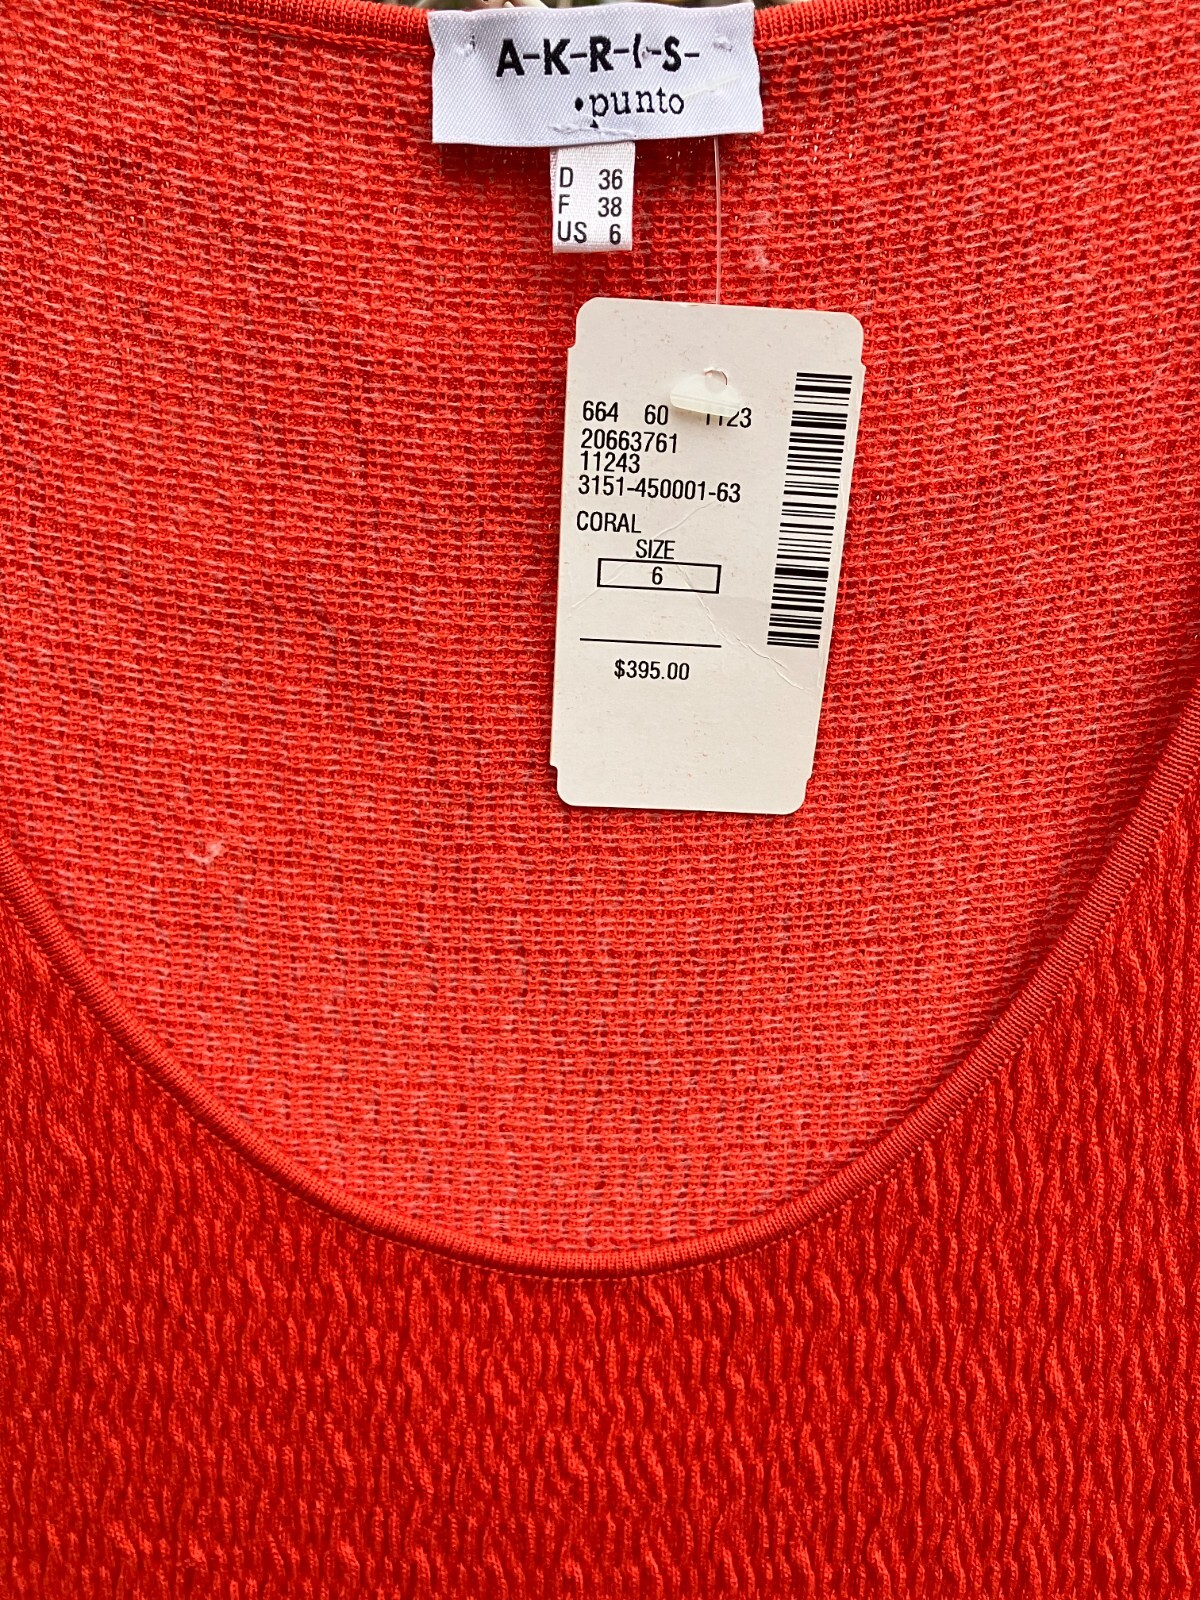 A-K-R-I-S-
•punto
D 36
F 38
US 6
664 60 1123
20663761
11243
3151-450001-63
CORAL
SIZE
6
$395.00